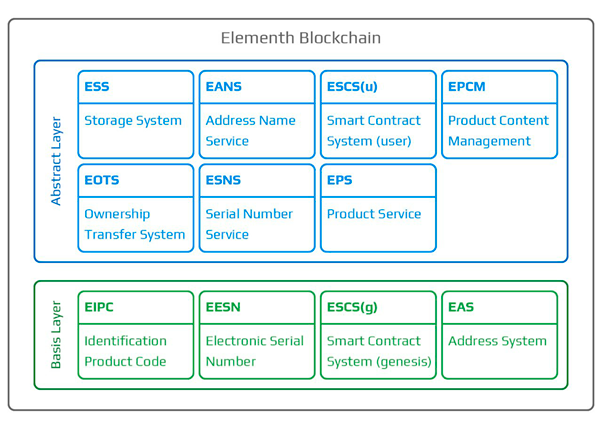 Elementh Blockchain
Abstract Layer
ESS
Storage System
EANS
Address Name
Service
ESCS(u)
Smart Contract
System (user)
EPCM
Product Content
Management
EOTS
Ownership
Transfer System
ESNS
Serial Number
Service
EPS
Product Service
Basis Layer
EIPC
Identification
Product Code
EESN
Electronic Serial
Number
ESCS(g)
Smart Contract
System (genesis)
EAS
Address System